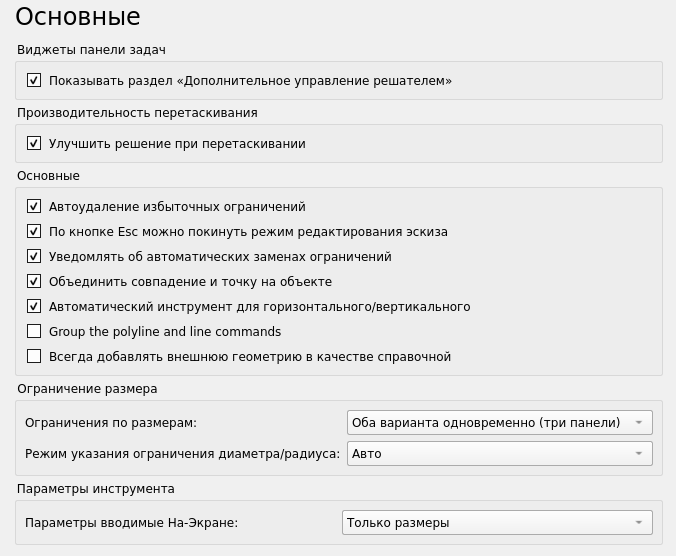 Основные
Виджеты панели задач
Показывать раздел «Дополнительное управление решателем»
Производительность перетаскивания
Улучшить решение при перетаскивании
Основные
Автоудаление избыточных ограничений
По кнопке Esc можно покинуть режим редактирования эскиза
Уведомлять об автоматических заменах ограничений
Объединить совпадение и точку на объекте
Автоматический инструмент для горизонтального/вертикального
Group the polyline and line commands
Всегда добавлять внешнюю геометрию в качестве справочной
Ограничение размера
Ограничения по размерам: Оба варианта одновременно (три панели)
Режим указания ограничения диаметра/радиуса: Авто
Параметры инструмента
Параметры вводимые На-Экране: Только размеры